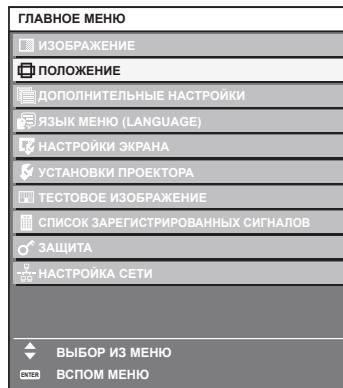 ГЛАВНОЕ МЕНЮ
ИЗОБРАЖЕНИЕ
ПОЛОЖЕНИЕ
ДОПОЛНИТЕЛЬНЫЕ НАСТРОЙКИ
ЯЗЫК МЕНЮ (LANGUAGE)
НАСТРОЙКИ ЭКРАНА
УСТАНОВКИ ПРОЕКТОРА
ТЕСТОВОЕ ИЗОБРАЖЕНИЕ
СПИСОК ЗАРЕГИСТРИРОВАННЫХ СИГНАЛОВ
ЗАЩИТА
НАСТРОЙКА СЕТИ
ВЫБОР ИЗ МЕНЮ
ENTER ВСПОМ МЕНЮ